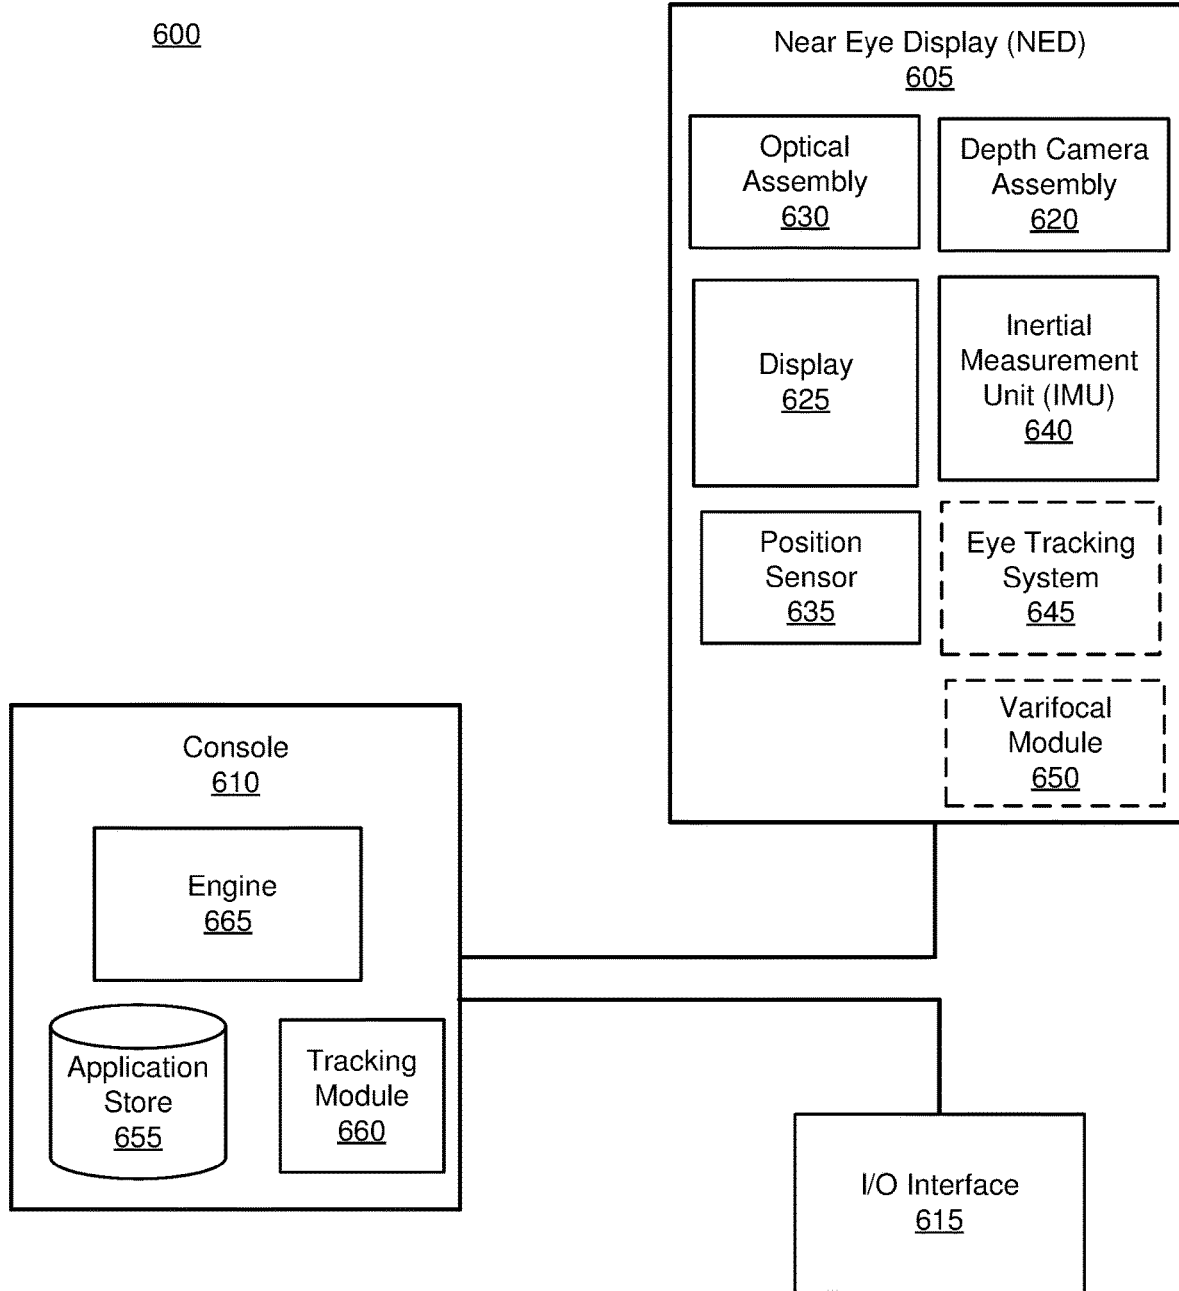 600
Near Eye Display (NED)
605
Optical
Assembly
630
Depth Camera
Assembly
620
Display
625
Inertial
Measurement
Unit (IMU)
640
Position
Sensor
635
Eye Tracking
System
645
Varifocal
Module
650
Console
610
Engine
665
Application
Store
655
Tracking
Module
660
I/O Interface
615